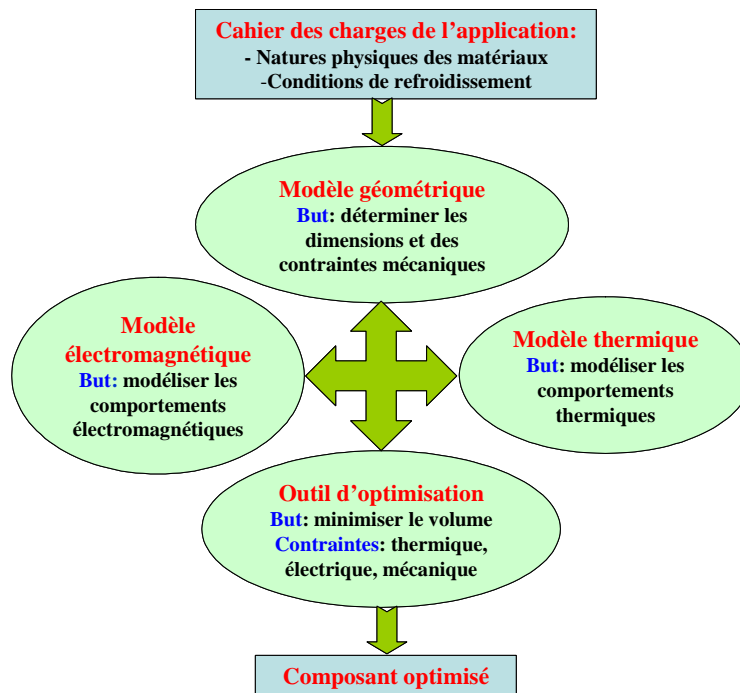 Cahier des charges de l'application:
- Natures physiques des matériaux
-Conditions de refroidissement
Modèle géométrique
But: déterminer les
dimensions et des
contraintes mécaniques
Modèle
électromagnétique
But: modéliser les
comportements
électromagnétiques
Modèle thermique
But: modéliser les
comportements
thermiques
Outil d'optimisation
But: minimiser le volume
Contraintes: thermique,
électrique, mécanique
Composant optimisé